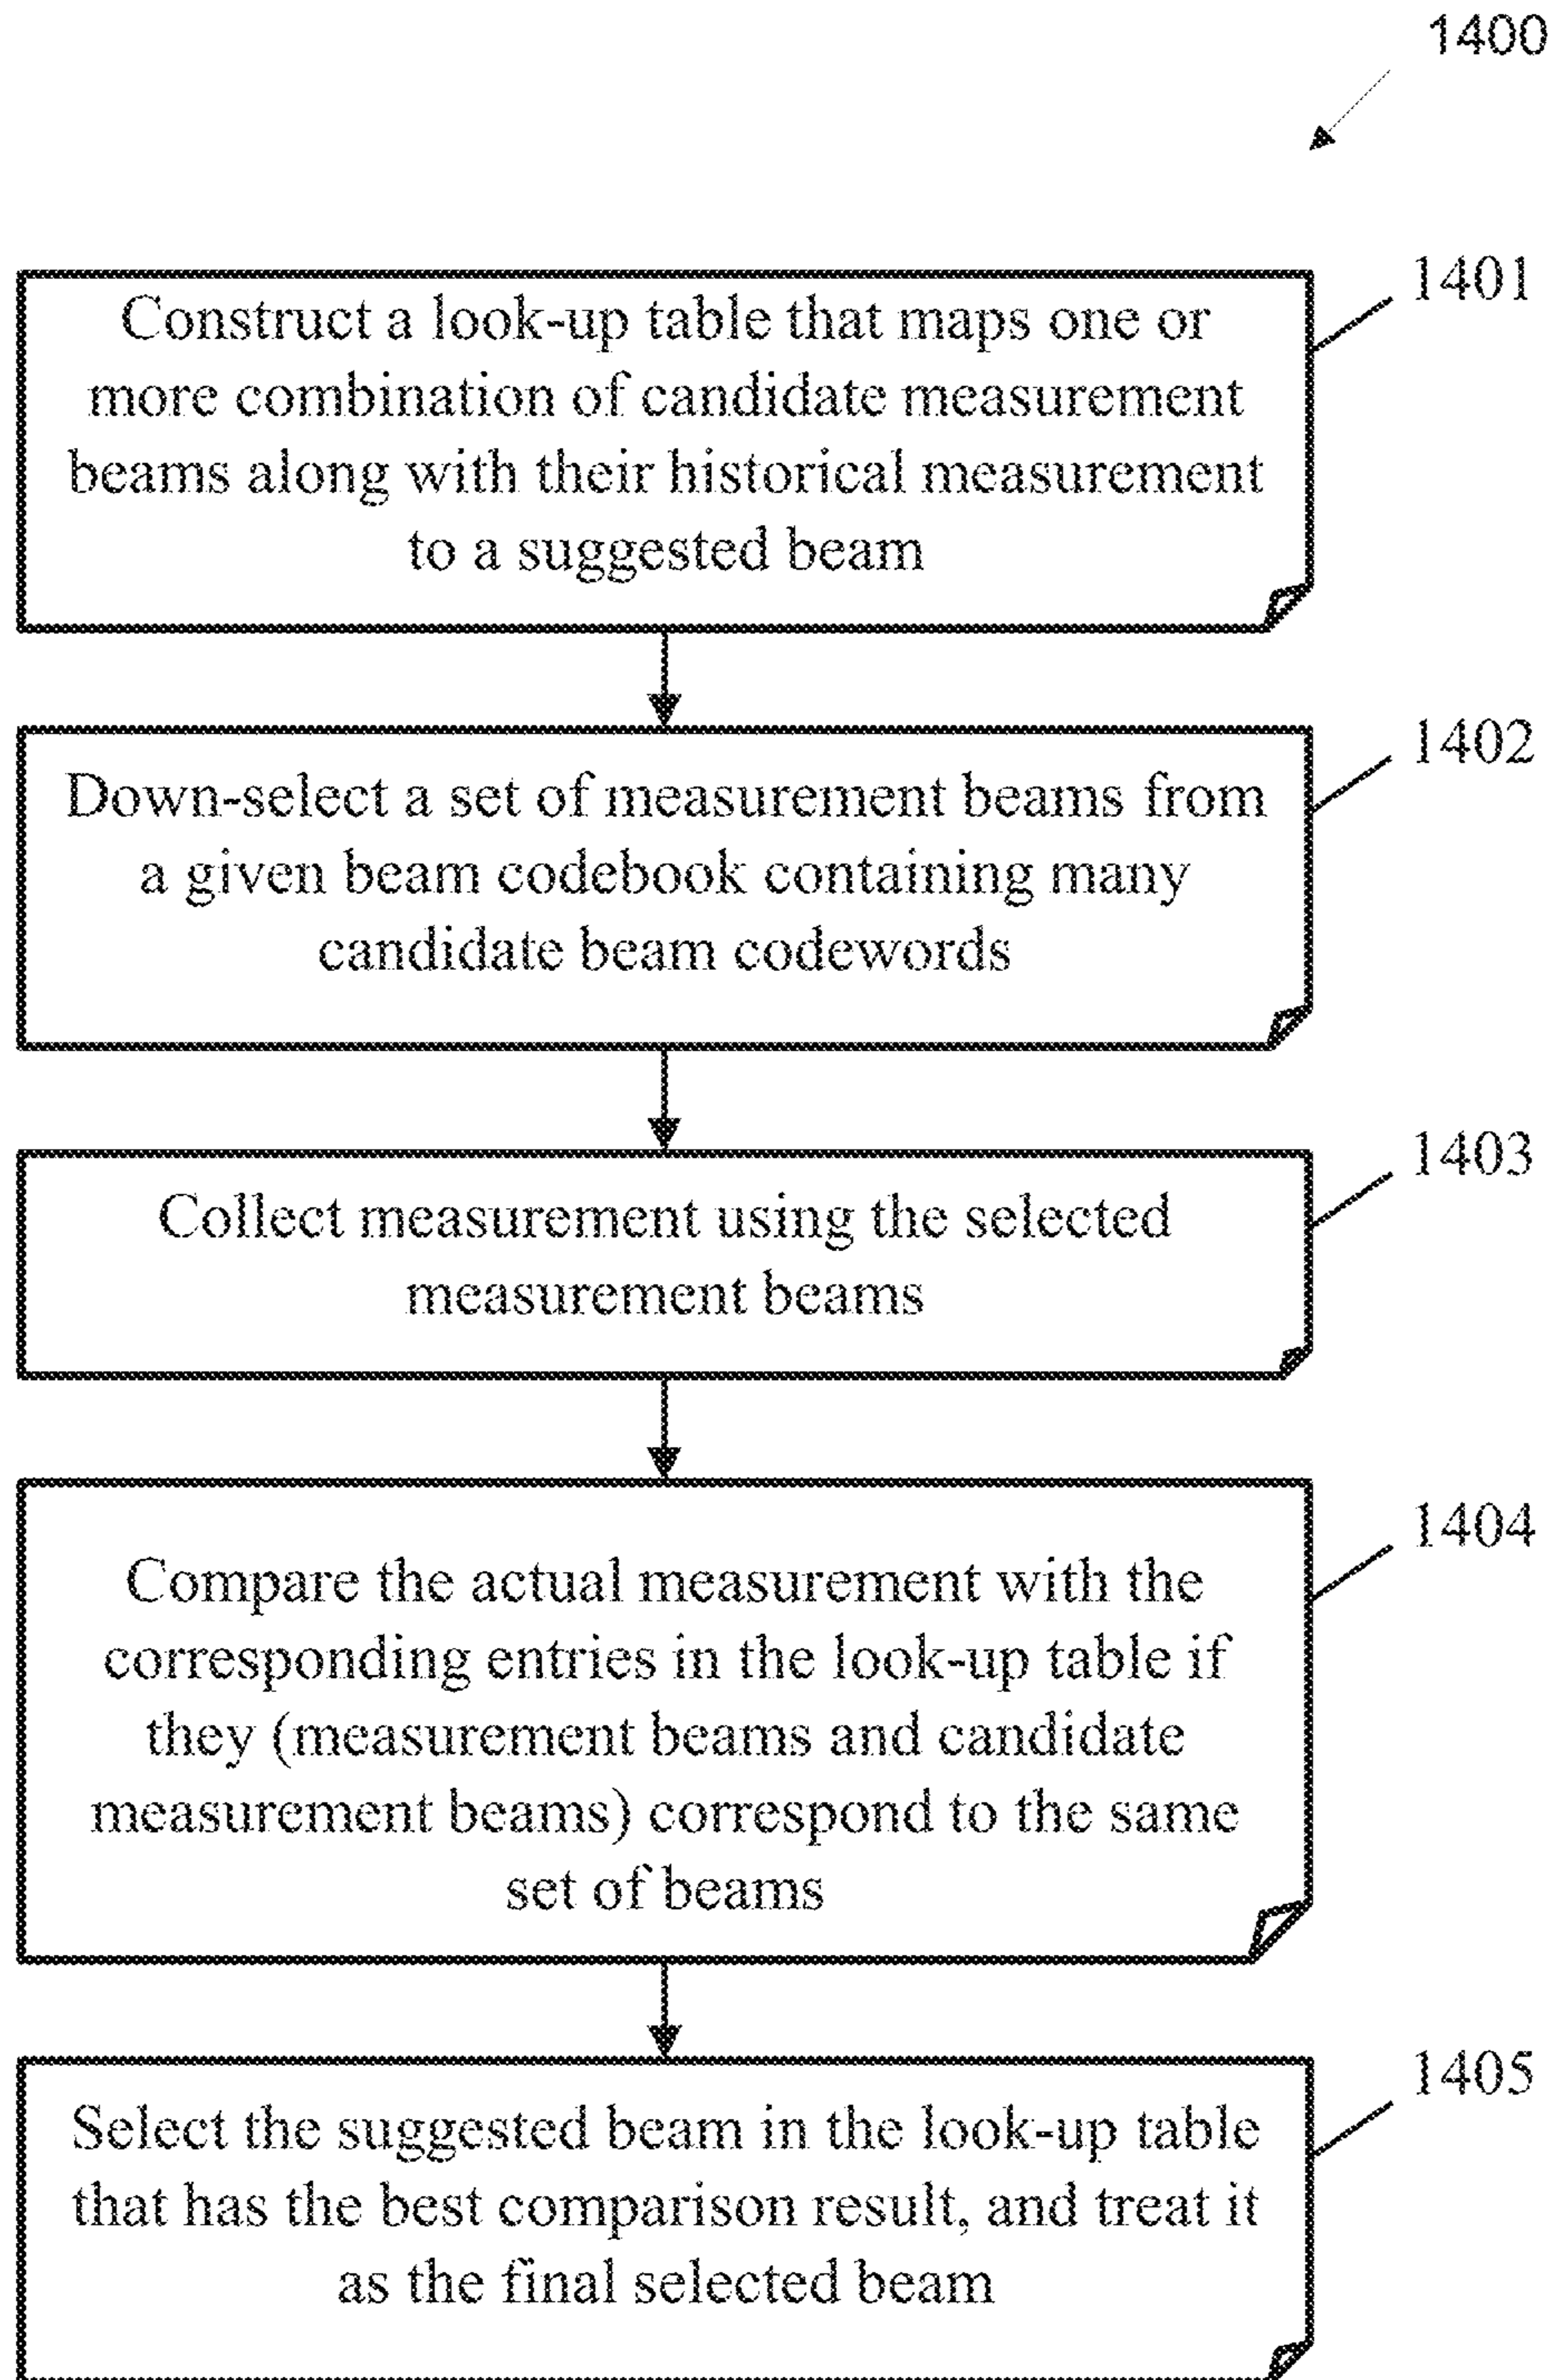 1400
1401
Construct a look-up table that maps one or
more combination of candidate measurement
beams along with their historical measurement
to a suggested beam
1402
Down-select a set of measurement beams from
a given beam codebook containing many
candidate beam codewords
1403
Collect measurement using the selected
measurement beams
1404
Compare the actual measurement with the
corresponding entries in the look-up table if
they (measurement beams and candidate
measurement beams) correspond to the same
set of beams
1405
Select the suggested beam in the look-up table
that has the best comparison result, and treat it
as the final selected beam